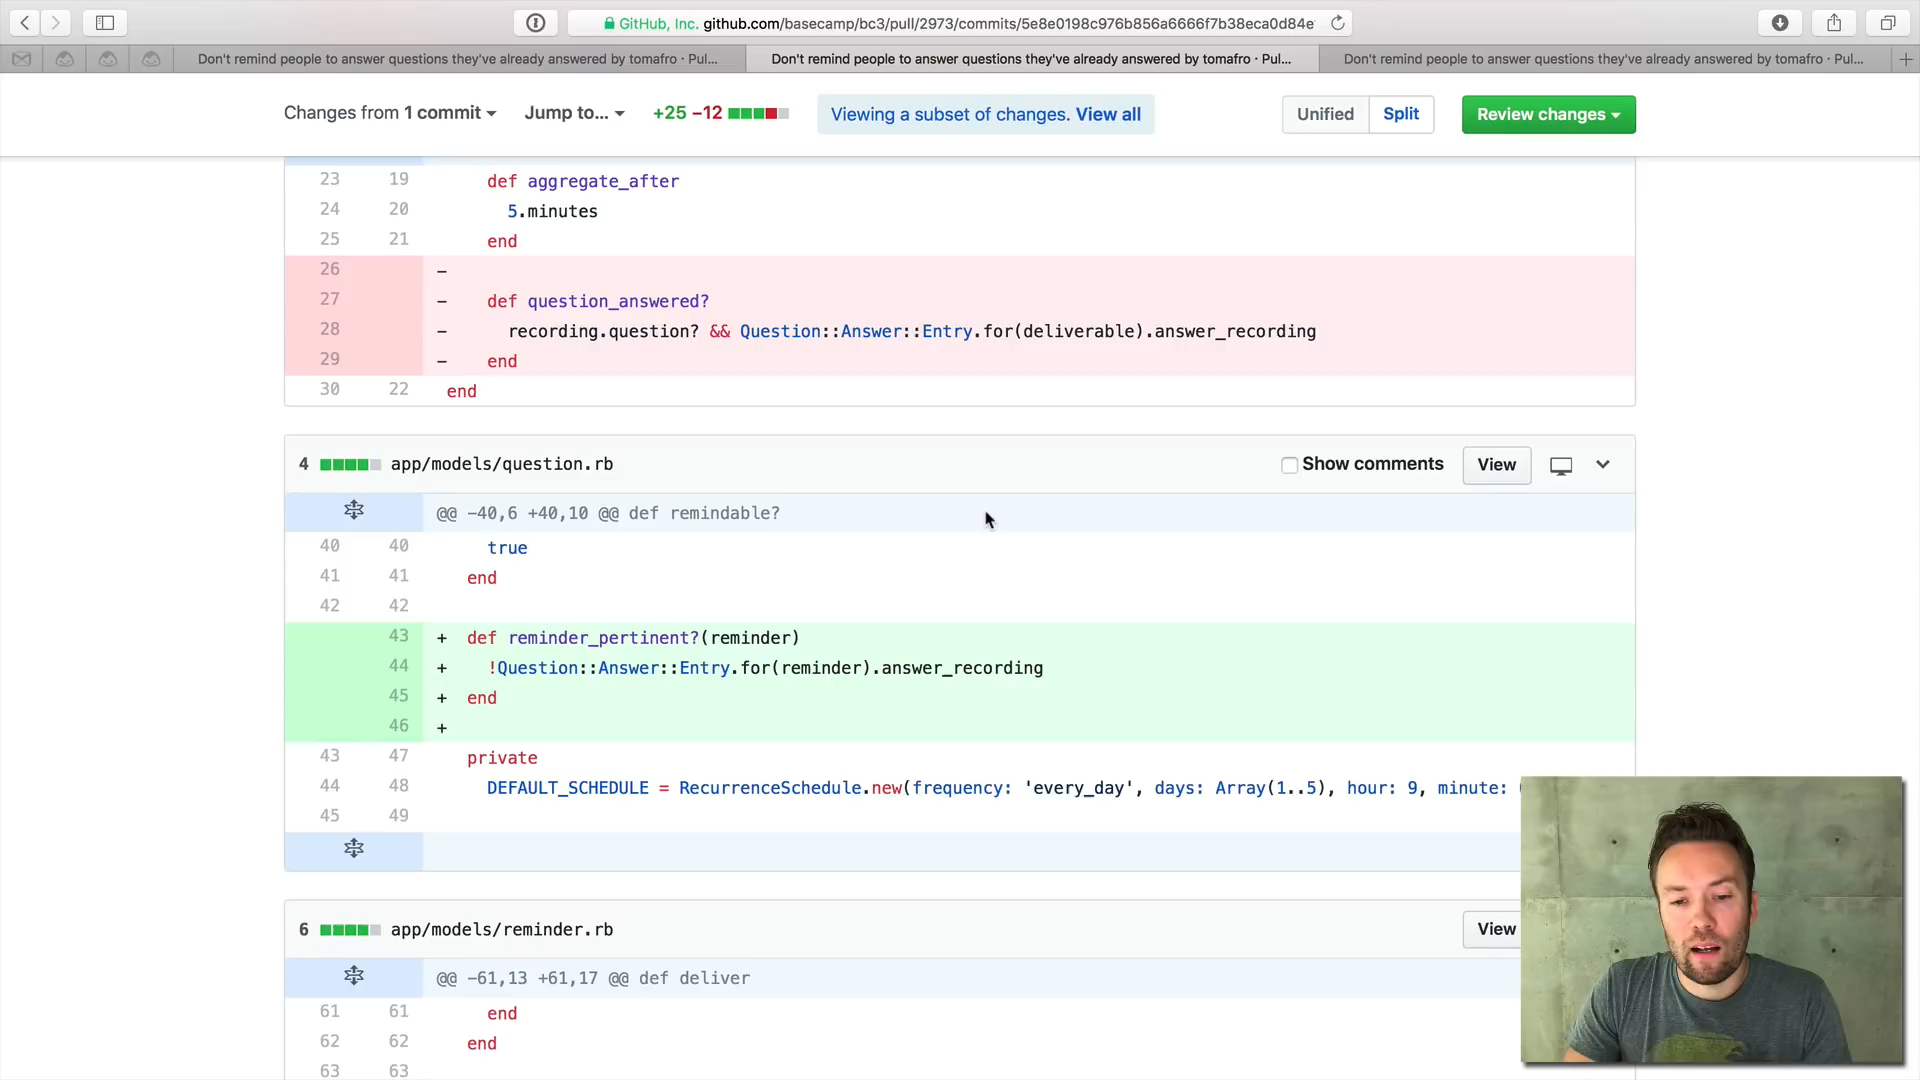 GitHub, Inc. github.com/basecamp/bc3/pull/2973/commits/5e8e0198c976b856a6666f7b38eca0d84e
Don't remind people to answer questions they've already answered by tomafro · Pul...
Don't remind people to answer questions they've already answered by tomafro · Pul...
Don't remind people to answer questions they've already answered by tomafro · Pul...
Changes from 1 commit Jump to... +25 −12 Viewing a subset of changes. View all Unified Split Review changes
23 19 def aggregate_after
24 20 5.minutes
25 21 end
26 -
27 - def question_answered?
28 - recording.question? && Question::Answer::Entry.for(deliverable).answer_recording
29 - end
30 22 end
4 app/models/question.rb Show comments View
@@ -40,6 +40,10 @@ def remindable?
40 40 true
41 41 end
42 42
43 + def reminder_pertinent?(reminder)
44 + !Question::Answer::Entry.for(reminder).answer_recording
45 + end
46 +
43 47 private
44 48 DEFAULT_SCHEDULE = RecurrenceSchedule.new(frequency: 'every_day', days: Array(1..5), hour: 9, minute:
45 49
6 app/models/reminder.rb View
@@ -61,13 +61,17 @@ def deliver
61 61 end
62 62 end
63 63